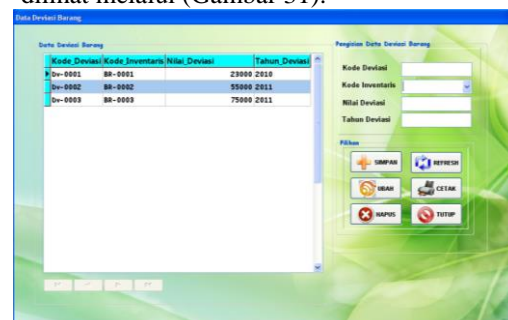 dilihat melalui (Gambar 31).
Data Deviasi Barang
Data Deviasi Barang
Kode_Deviasi Kode_Inventaris Nilai_Deviasi Tahun_Deviasi
Dv-0001 BR-0001 23000 2010
Dv-0002 BR-0002 55000 2011
Dv-0003 BR-0003 75000 2011
Pengisian Data Deviasi Barang
Kode Deviasi
Kode Inventaris
Nilai Deviasi
Tahun Deviasi
Pilihan
SIMPAN REFRESH
UBAH CETAK
HAPUS TUTUP